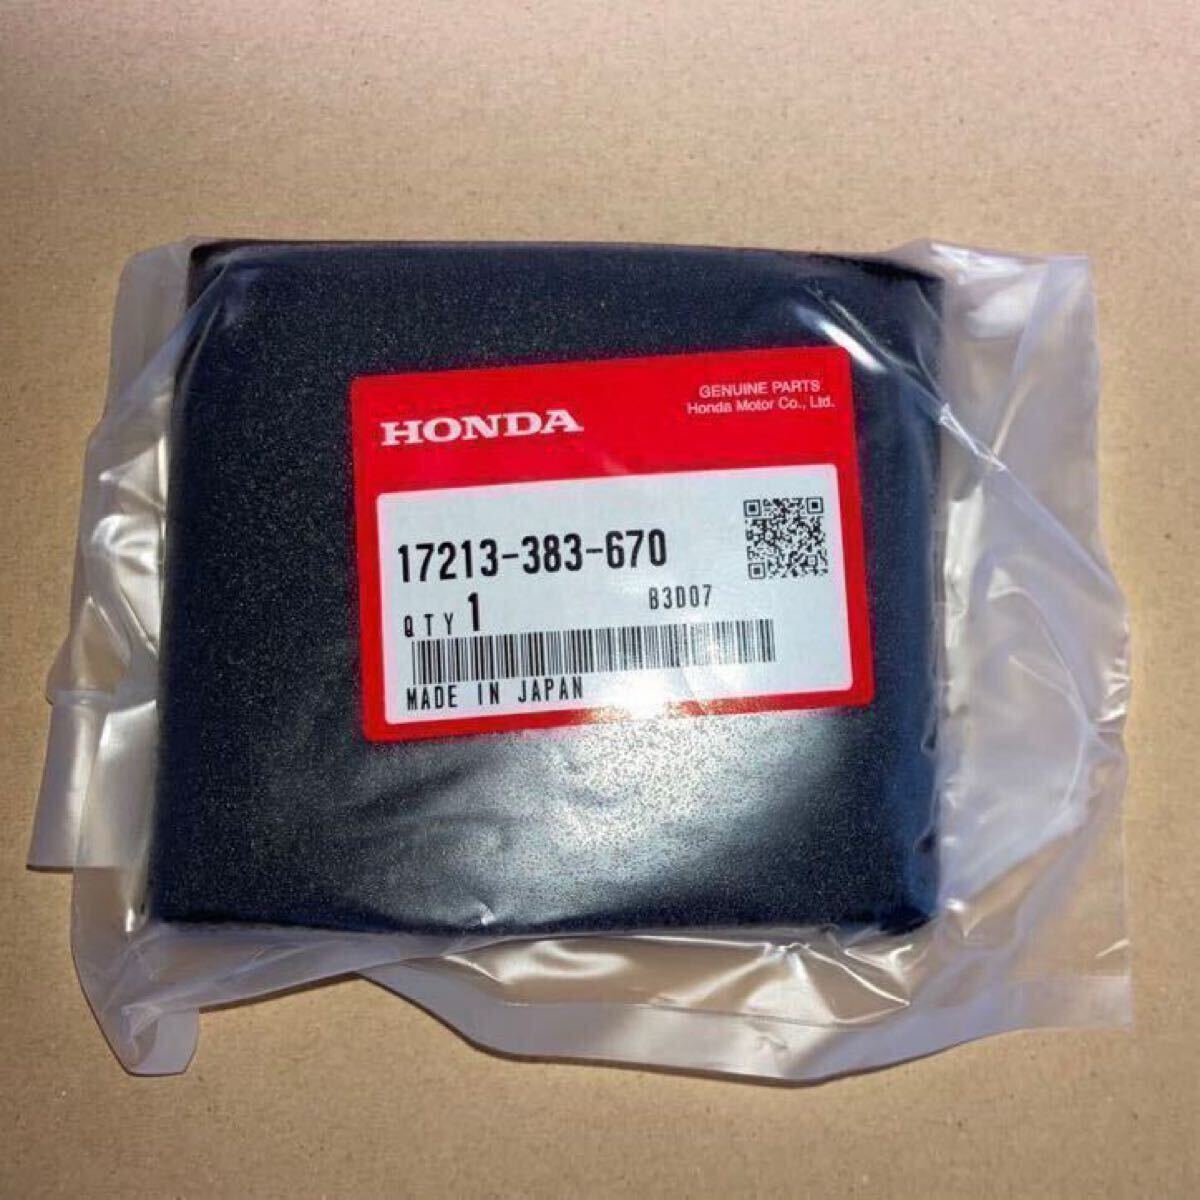 HONDA
GENUINE PARTS
Honda Motor Co., Ltd.
17213-383-670
QTY 1
B3D07
MADE IN JAPAN